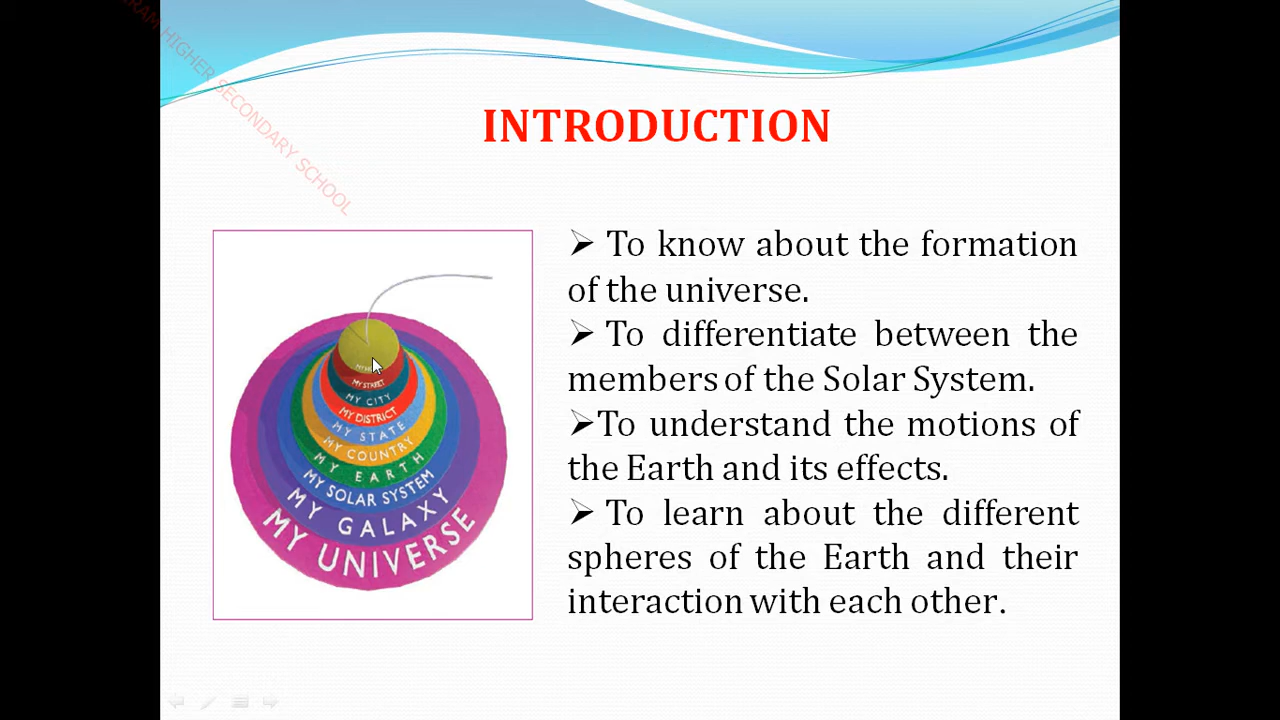 HIGHER SECONDARY SCHOOL
INTRODUCTION
➢ To know about the formation
of the universe.
➢ To differentiate between the
members of the Solar System.
➢To understand the motions of
the Earth and its effects.
➢ To learn about the different
spheres of the Earth and their
interaction with each other.
MY STREET
MY CITY
MY DISTRICT
MY STATE
MY COUNTRY
MY EARTH
MY SOLAR SYSTEM
MY GALAXY
MY UNIVERSE